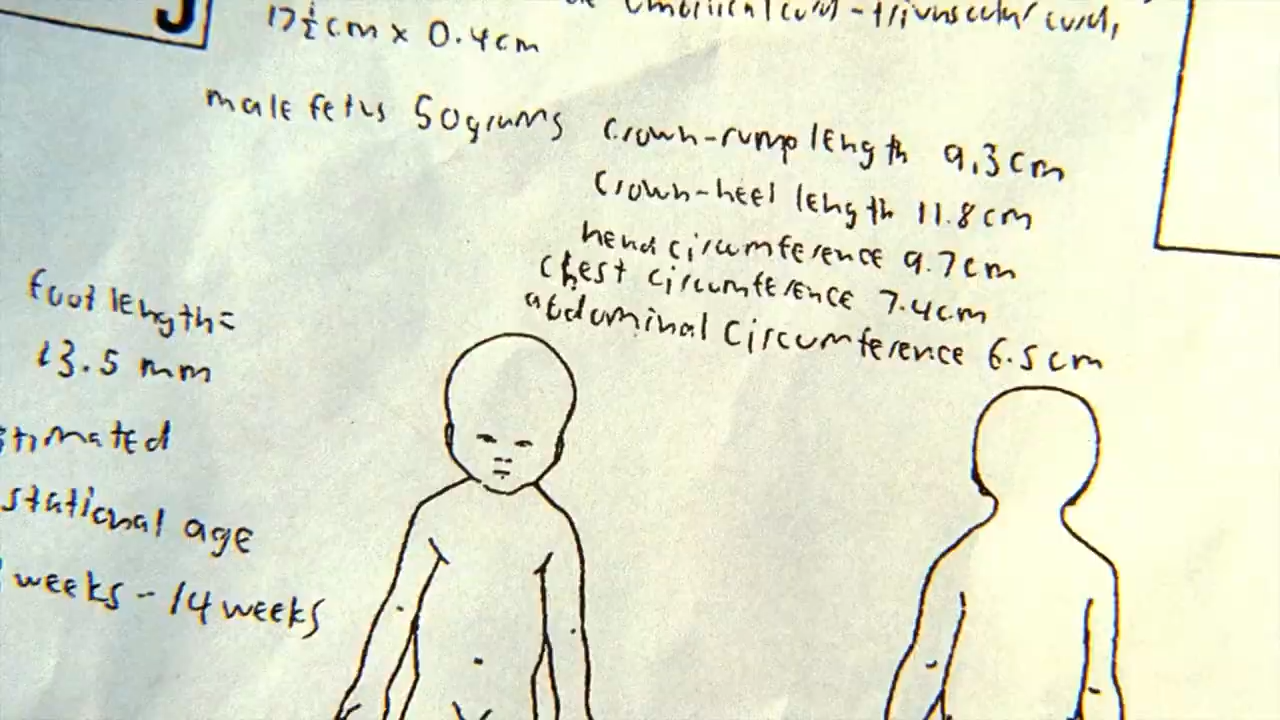 J
17½cm x 0.4cm
umbilical cord - trivascular cord,
male fetus 50grams crown-rump length 9.3cm
crown-heel length 11.8cm
head circumference 9.7cm
chest circumference 7.4cm
abdominal circumference 6.5cm
foot length=
13.5 mm
timated
stational age
weeks - 14 weeks